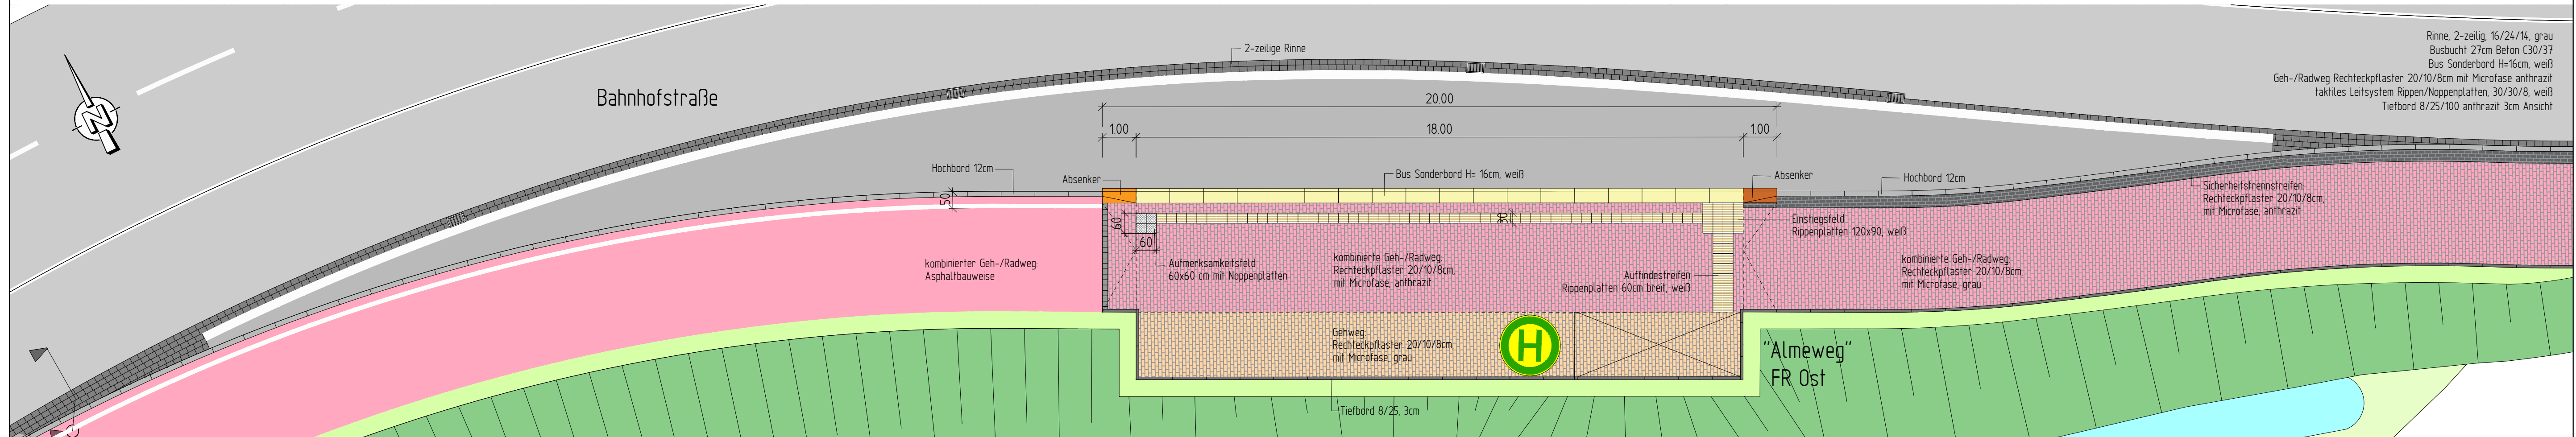 2-zeilige Rinne
Bahnhofstraße
N
Rinne, 2-zeilig, 16/24/14, grau
Busbucht 27cm Beton C30/37
Bus Sonderbord H=16cm, weiß
Geh-/Radweg Rechteckpflaster 20/10/8cm mit Microfase anthrazit
taktiles Leitsystem Rippen/Noppenplatten, 30/30/8, weiß
Tiefbord 8/25/100 anthrazit 3cm Ansicht
20.00
1.00
18.00
1.00
Hochbord 12cm
Absenker
Bus Sonderbord H= 16cm, weiß
Absenker
Hochbord 12cm
Sicherheitstrennstreifen:
Rechteckpflaster 20/10/8cm,
mit Microfase, anthrazit
50
60
30
60
Einstiegsfeld
Rippenplatten 120x90, weiß
kombinierter Geh-/Radweg:
Asphaltbauweise
Aufmerksamkeitsfeld
60x60 cm mit Noppenplatten
kombinierte Geh-/Radweg:
Rechteckpflaster 20/10/8cm,
mit Microfase, anthrazit
Auffindestreifen
Rippenplatten 60cm breit, weiß
kombinierte Geh-/Radweg:
Rechteckpflaster 20/10/8cm,
mit Microfase, grau
Gehweg:
Rechteckpflaster 20/10/8cm,
mit Microfase, grau
H
"Almeweg"
FR Ost
Tiefbord 8/25, 3cm